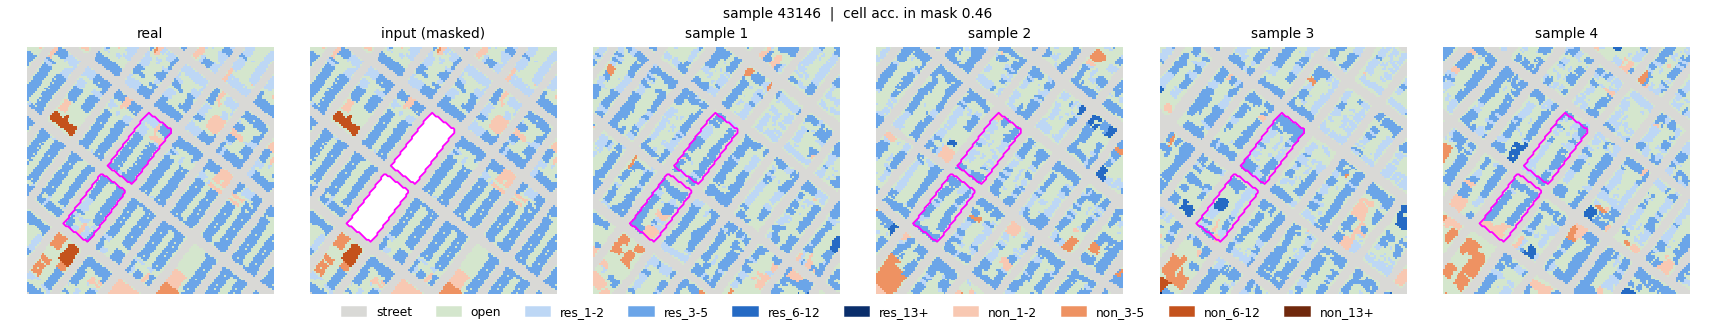 sample 43146 | cell acc. in mask 0.46
real
input (masked)
sample 1
sample 2
sample 3
sample 4
street
open
res_1-2
res_3-5
res_6-12
res_13+
non_1-2
non_3-5
non_6-12
non_13+